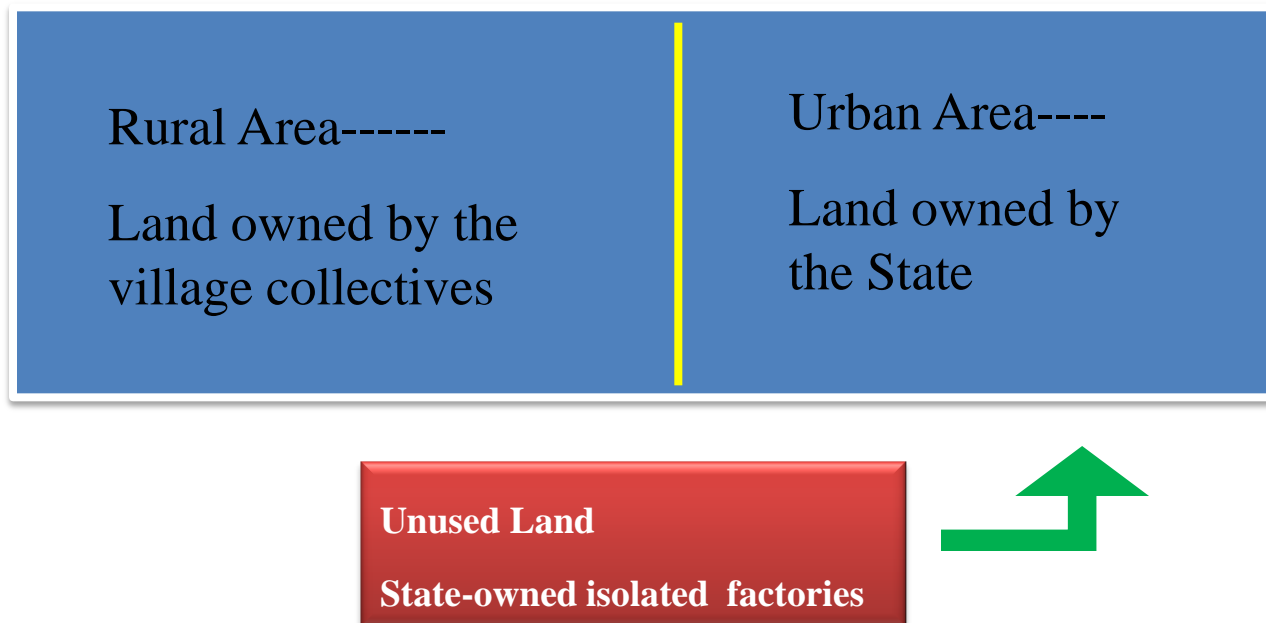 Rural Area------
Land owned by the
village collectives
Urban Area----
Land owned by
the State
Unused Land
State-owned isolated  factories